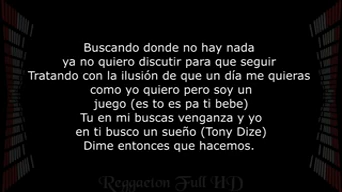 Buscando donde no hay nada
ya no quiero discutir para que seguir
Tratando con la ilusión de que un día me quieras
como yo quiero pero soy un
juego (es to es pa ti bebe)
Tu en mi buscas venganza y yo
en ti busco un sueño (Tony Dize)
Dime entonces que hacemos.
Reggaeton Full HD